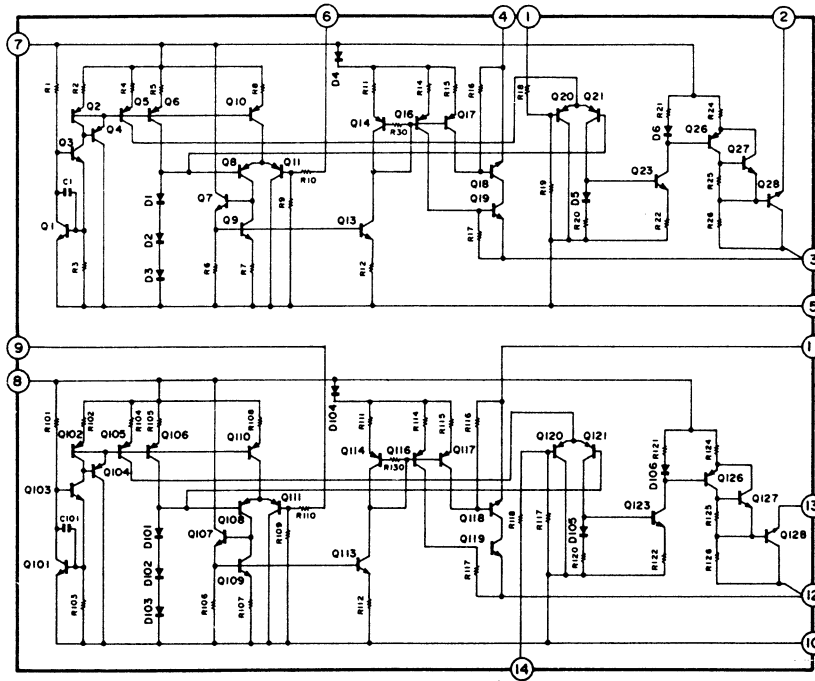 6 4 1 2
7
R1 R2 R4 R5 R8 D4 R11 R14 R15 R16 R18 Q20 Q21 R21 R24
Q2 Q5 Q6 Q10 Q14 Q16 Q17 D6 Q26
Q3 Q4 R30 Q27
C1 Q8 Q11 R10 Q18 R19 D5 Q23 R25 Q28
D1 Q7 R9 Q19
Q1 D2 Q9 Q13 R17 R20 R22 R26
R3 D3 R6 R7 R12 3
5
9 1
8
R101 R102 R104 R105 R108 D104 R111 R114 R115 R116 Q120 Q121 R121 R124
Q102 Q105 Q106 Q110 Q114 Q116 Q117 D106 Q126
Q103 Q104 R130 Q127
C101 Q108 Q111 R110 Q118 R118 R117 D105 Q123 R125 13
D101 Q107 R109 Q119 Q128
Q101 D102 Q109 Q113 R117 R120 R122 R126
R103 D103 R106 R107 R112 12
10
14